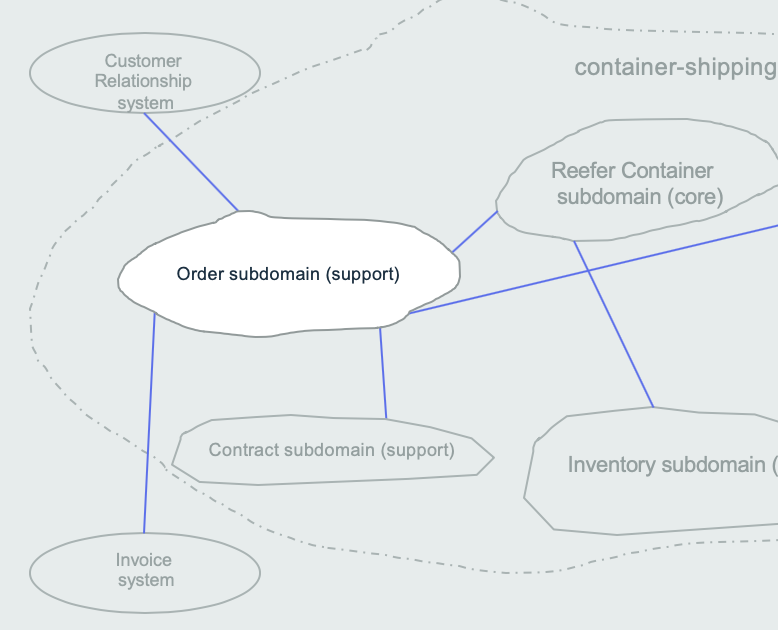 Customer
Relationship
system
container-shipping
Reefer Container
subdomain (core)
Order subdomain (support)
Contract subdomain (support)
Inventory subdomain (
Invoice
system